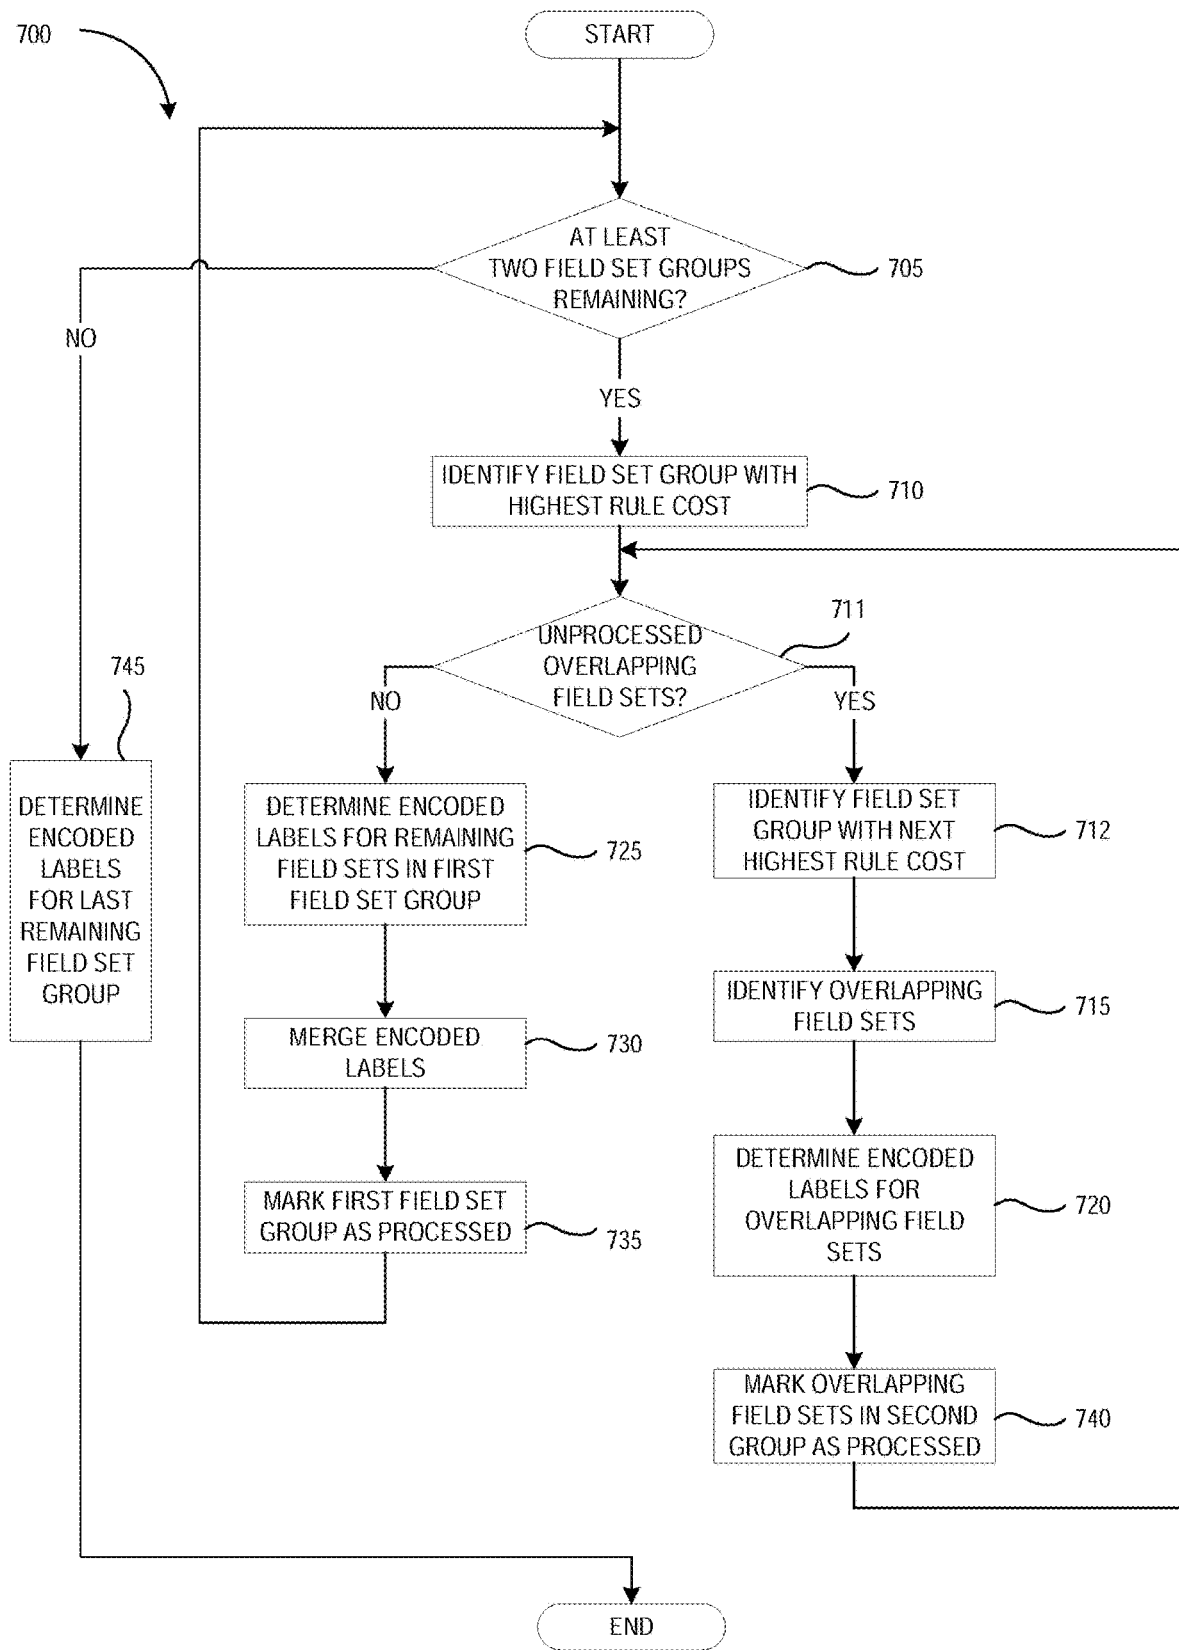 700
START
AT LEAST
TWO FIELD SET GROUPS
REMAINING?
705
NO
YES
IDENTIFY FIELD SET GROUP WITH
HIGHEST RULE COST
710
UNPROCESSED
OVERLAPPING
FIELD SETS?
711
NO
YES
745
DETERMINE
ENCODED
LABELS
FOR LAST
REMAINING
FIELD SET
GROUP
DETERMINE ENCODED
LABELS FOR REMAINING
FIELD SETS IN FIRST
FIELD SET GROUP
725
IDENTIFY FIELD SET
GROUP WITH NEXT
HIGHEST RULE COST
712
IDENTIFY OVERLAPPING
FIELD SETS
715
MERGE ENCODED
LABELS
730
DETERMINE ENCODED
LABELS FOR
OVERLAPPING FIELD
SETS
720
MARK FIRST FIELD SET
GROUP AS PROCESSED
735
MARK OVERLAPPING
FIELD SETS IN SECOND
GROUP AS PROCESSED
740
END